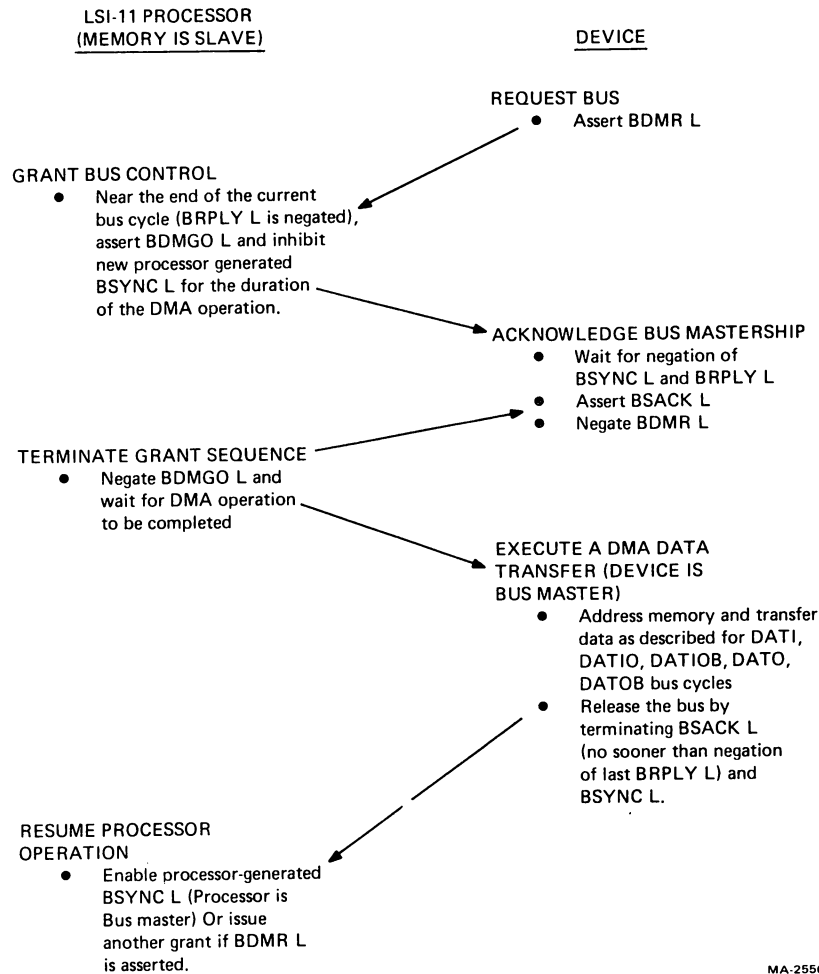 LSI-11 PROCESSOR
(MEMORY IS SLAVE)
DEVICE
REQUEST BUS
● Assert BDMR L
GRANT BUS CONTROL
● Near the end of the current
bus cycle (BRPLY L is negated),
assert BDMGO L and inhibit
new processor generated
BSYNC L for the duration
of the DMA operation.
ACKNOWLEDGE BUS MASTERSHIP
● Wait for negation of
BSYNC L and BRPLY L
● Assert BSACK L
● Negate BDMR L
TERMINATE GRANT SEQUENCE
● Negate BDMGO L and
wait for DMA operation
to be completed
EXECUTE A DMA DATA
TRANSFER (DEVICE IS
BUS MASTER)
● Address memory and transfer
data as described for DATI,
DATIO, DATIOB, DATO,
DATOB bus cycles
● Release the bus by
terminating BSACK L
(no sooner than negation
of last BRPLY L) and
BSYNC L.
RESUME PROCESSOR
OPERATION
● Enable processor-generated
BSYNC L (Processor is
Bus master) Or issue
another grant if BDMR L
is asserted.